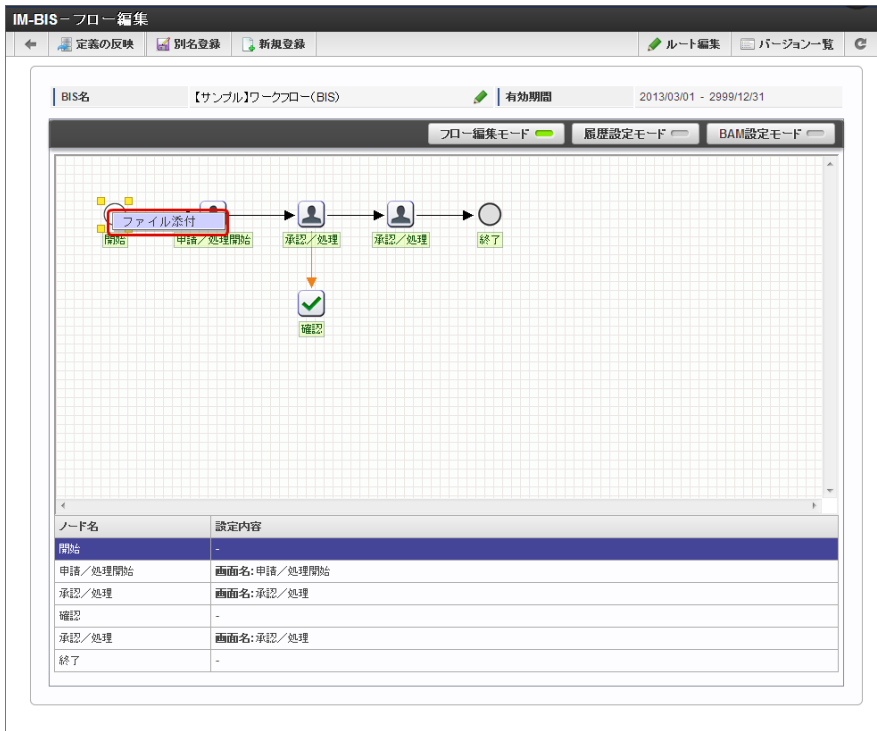 IM-BIS－フロー編集
定義の反映 別名登録 新規登録 ルート編集 バージョン一覧
BIS名 【サンプル】ワークフロー(BIS) 有効期間 2013/03/01 - 2999/12/31
フロー編集モード 履歴設定モード BAM設定モード
ファイル添付
開始 申請／処理開始 承認／処理 承認／処理 終了
確認
ノード名 設定内容
開始 -
申請／処理開始 画面名:申請／処理開始
承認／処理 画面名:承認／処理
確認 -
承認／処理 画面名:承認／処理
終了 -